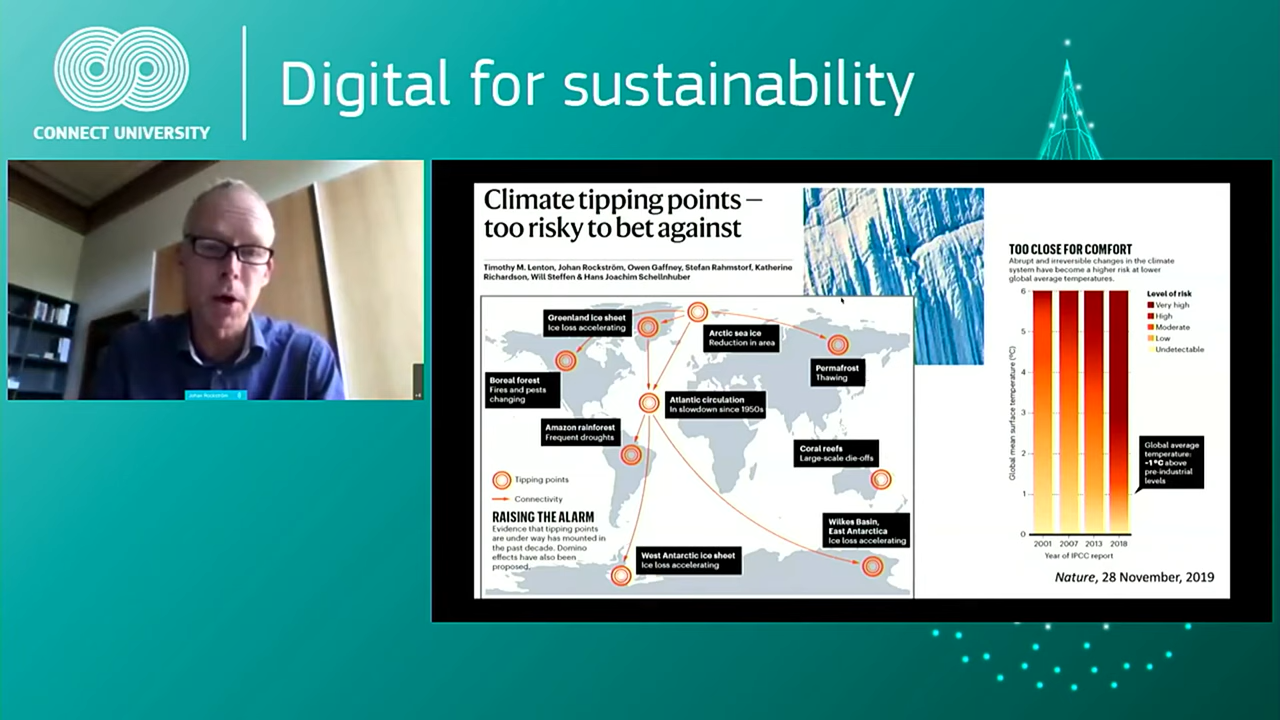 CONNECT UNIVERSITY
Digital for sustainability
Johan Rockström
Climate tipping points —
too risky to bet against
Timothy M. Lenton, Johan Rockström, Owen Gaffney, Stefan Rahmstorf, Katherine
Richardson, Will Steffen & Hans Joachim Schellnhuber
Greenland ice sheet
Ice loss accelerating
Arctic sea ice
Reduction in area
Permafrost
Thawing
Boreal forest
Fires and pests
changing
Atlantic circulation
In slowdown since 1950s
Amazon rainforest
Frequent droughts
Coral reefs
Large-scale die-offs
Tipping points
Connectivity
RAISING THE ALARM
Evidence that tipping points
are under way has mounted in
the past decade. Domino
effects have also been
proposed.
West Antarctic ice sheet
Ice loss accelerating
Wilkes Basin,
East Antarctica
Ice loss accelerating
TOO CLOSE FOR COMFORT
Abrupt and irreversible changes in the climate
system have become a higher risk at lower
global average temperatures.
Level of risk
Very high
High
Moderate
Low
Undetectable
Global mean surface temperature (°C)
6
5
4
3
2
1
0
Global average
temperature:
~1 °C above
pre-industrial
levels
2001 2007 2013 2018
Year of IPCC report
Nature, 28 November, 2019